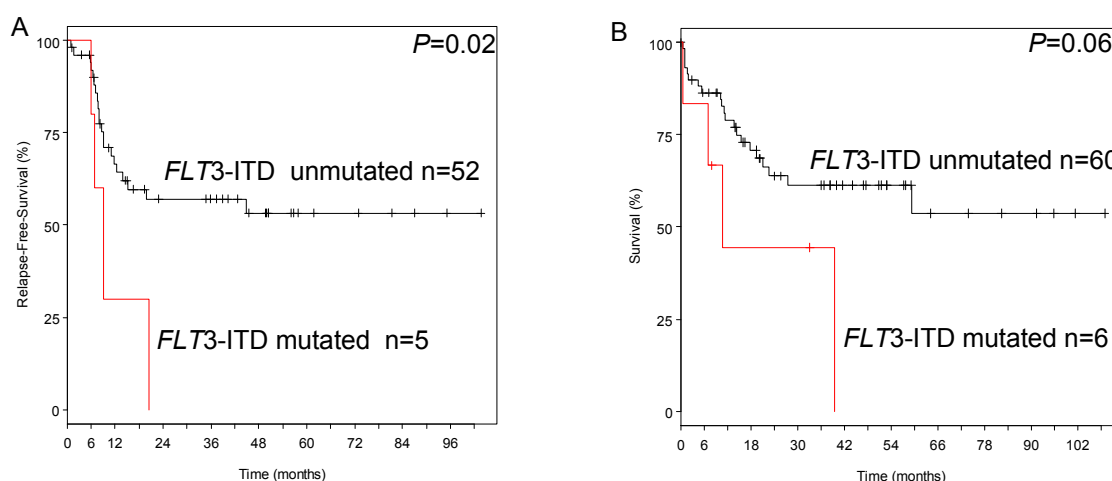 A
P=0.02
100
75
50
25
0
Relapse-Free-Survival (%)
FLT3-ITD unmutated n=52
FLT3-ITD mutated n=5
0 6 12 24 36 48 60 72 84 96
Time (months)
B
P=0.06
100
75
50
25
0
Survival (%)
FLT3-ITD unmutated n=60
FLT3-ITD mutated n=6
0 6 18 30 42 54 66 78 90 102
Time (months)